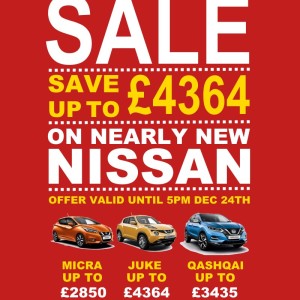 SALE
SAVE UP TO £4364
ON NEARLY NEW
NISSAN
OFFER VALID UNTIL 5PM DEC 24TH
MICRA UP TO £2850
JUKE UP TO £4364
QASHQAI UP TO £3435